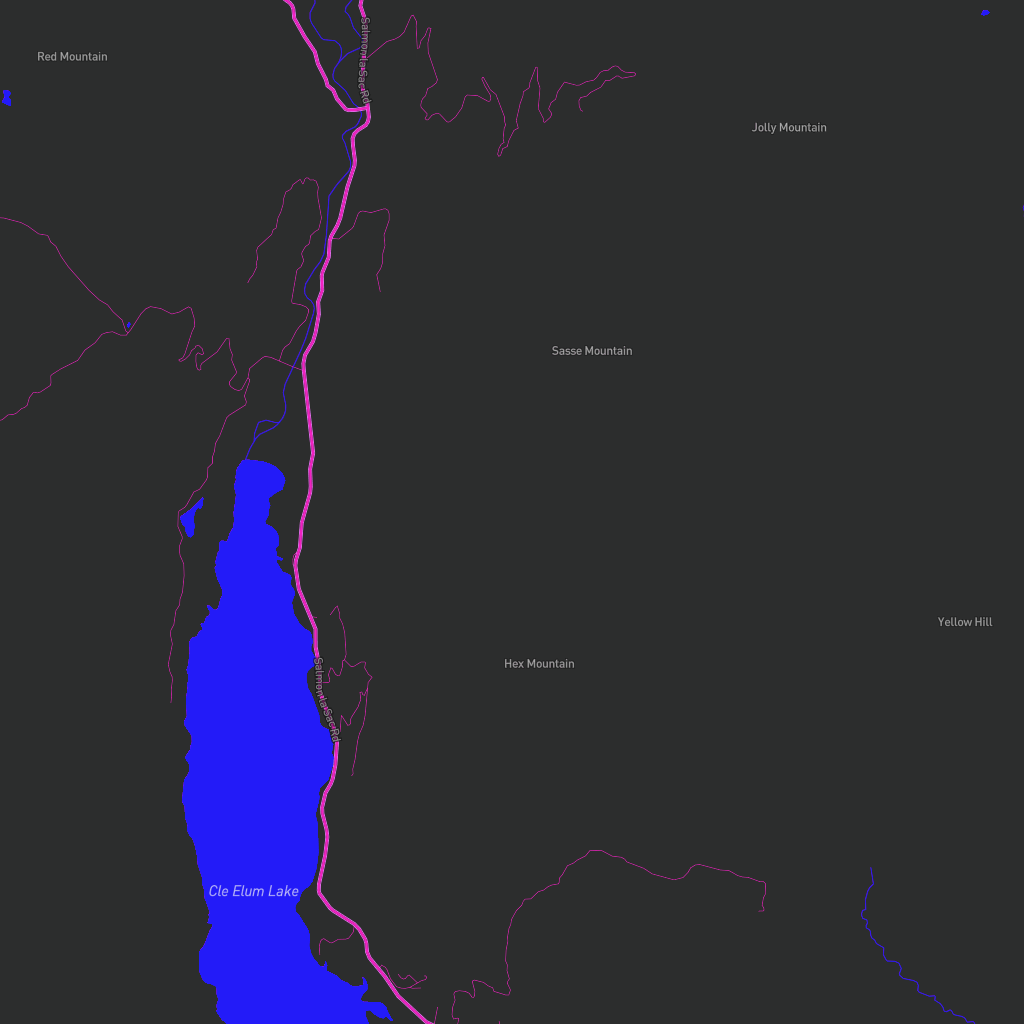 Salmon la Sac Rd
Red Mountain
Jolly Mountain
Sasse Mountain
Yellow Hill
Hex Mountain
Salmon la Sac Rd
Cle Elum Lake